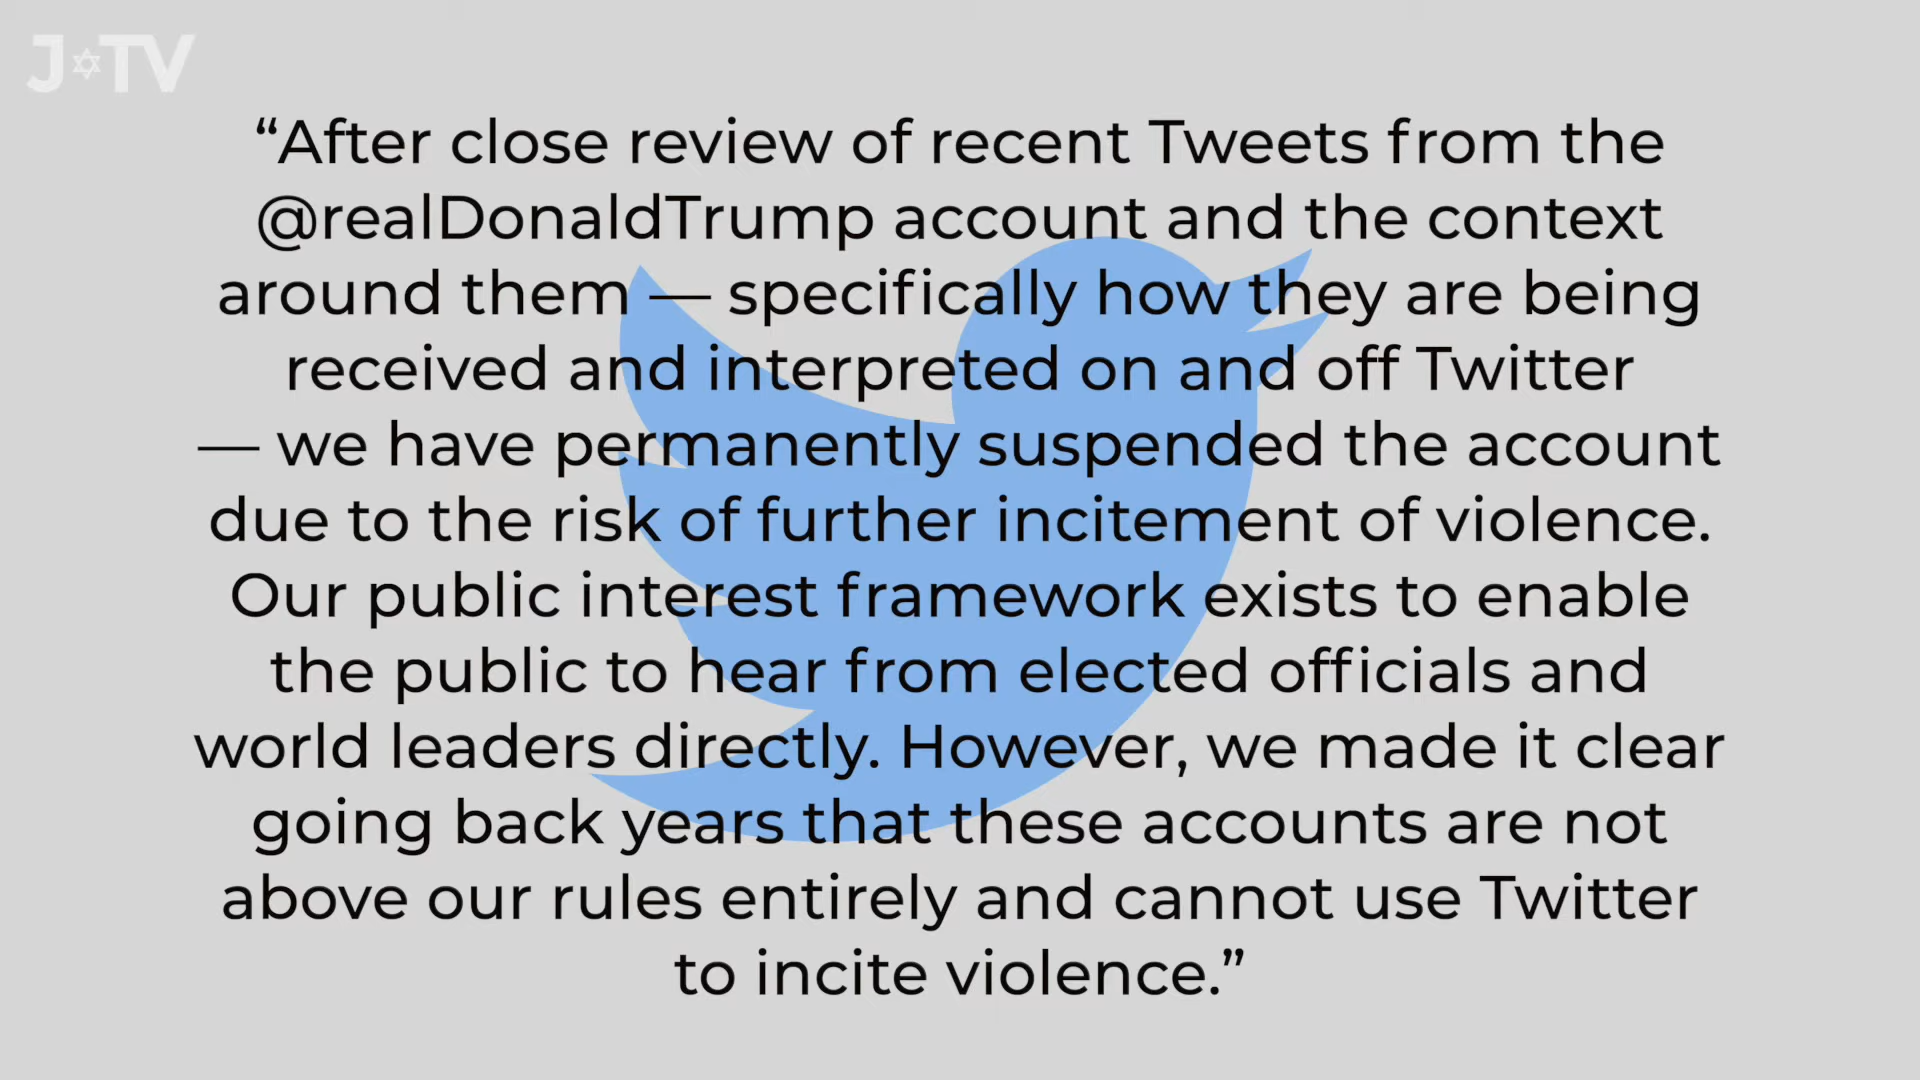 J✡TV
“After close review of recent Tweets from the
@realDonaldTrump account and the context
around them — specifically how they are being
received and interpreted on and off Twitter
— we have permanently suspended the account
due to the risk of further incitement of violence.
Our public interest framework exists to enable
the public to hear from elected officials and
world leaders directly. However, we made it clear
going back years that these accounts are not
above our rules entirely and cannot use Twitter
to incite violence.”